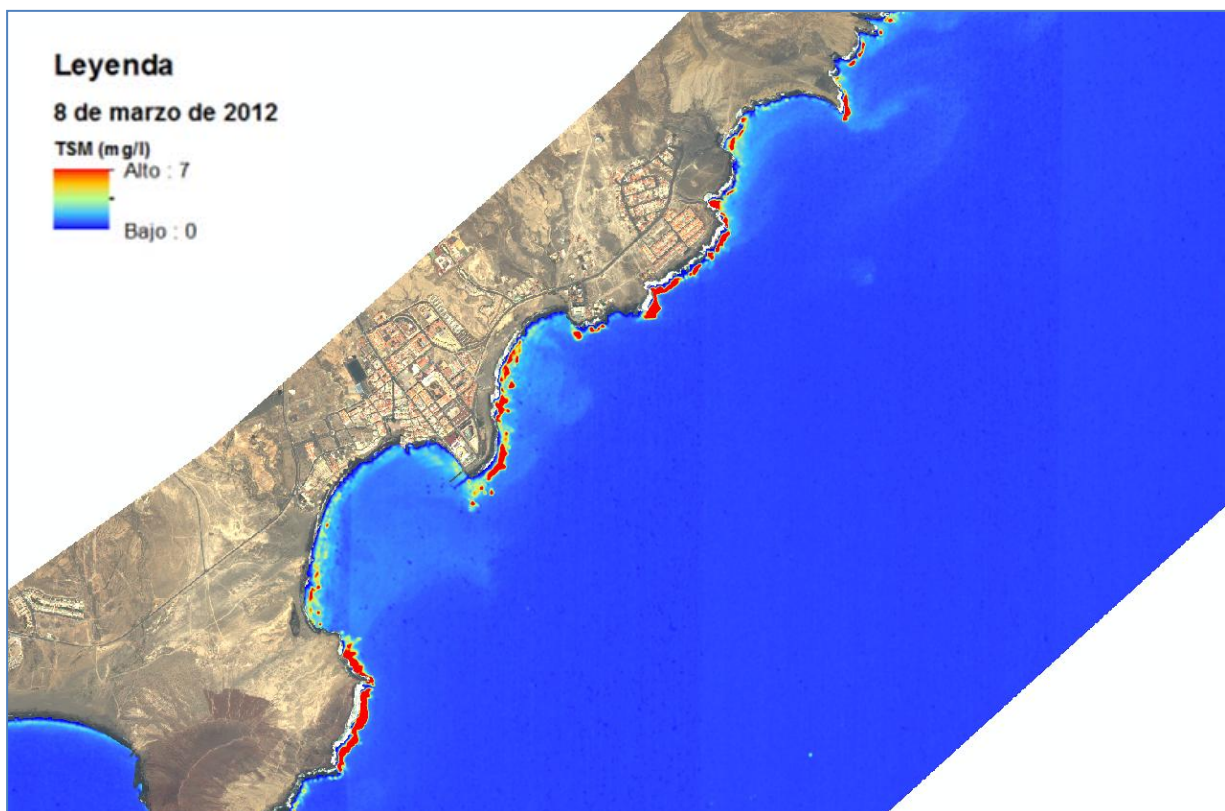 Leyenda
8 de marzo de 2012
TSM (mg/l)
Alto : 7
Bajo : 0